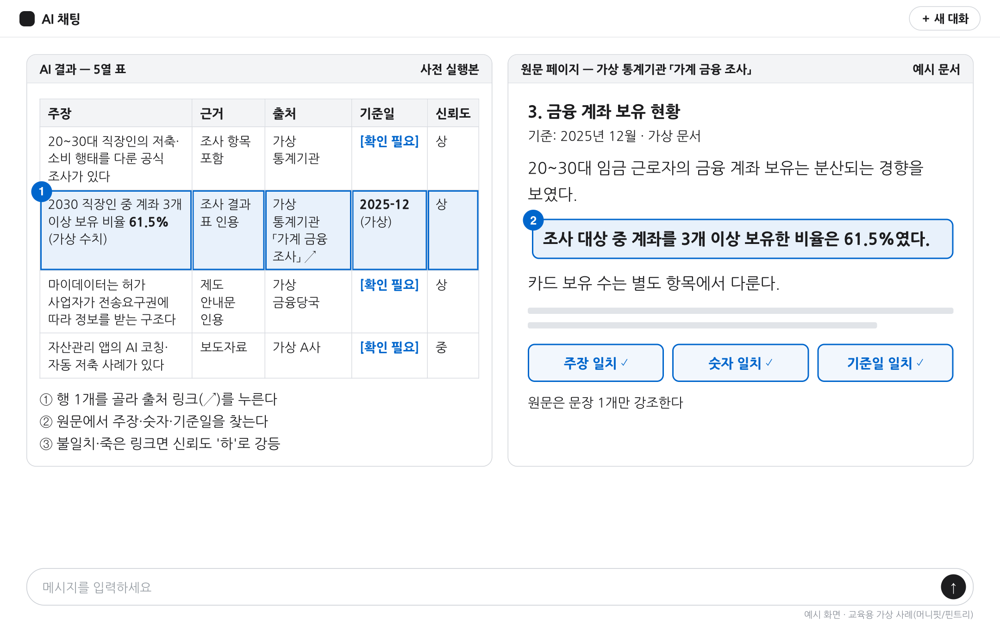 AI 채팅
+ 새 대화
AI 결과 — 5열 표
사전 실행본
주장 근거 출처 기준일 신뢰도
20~30대 직장인의 저축·
소비 행태를 다룬 공식
조사가 있다
조사 항목
포함
가상
통계기관
[확인 필요]
상
1
2030 직장인 중 계좌 3개
이상 보유 비율 61.5%
(가상 수치)
조사 결과
표 인용
가상
통계기관
「가계 금융
조사」 ↗
2025-12
(가상)
상
마이데이터는 허가
사업자가 전송요구권에
따라 정보를 받는 구조다
제도
안내문
인용
가상
금융당국
[확인 필요]
상
자산관리 앱의 AI 코칭·
자동 저축 사례가 있다
보도자료
가상 A사
[확인 필요]
중
① 행 1개를 골라 출처 링크(↗)를 누른다
② 원문에서 주장·숫자·기준일을 찾는다
③ 불일치·죽은 링크면 신뢰도 '하'로 강등
원문 페이지 — 가상 통계기관 「가계 금융 조사」
예시 문서
3. 금융 계좌 보유 현황
기준: 2025년 12월 · 가상 문서
20~30대 임금 근로자의 금융 계좌 보유는 분산되는 경향을
보였다.
2
조사 대상 중 계좌를 3개 이상 보유한 비율은 61.5%였다.
카드 보유 수는 별도 항목에서 다룬다.
주장 일치 ✓
숫자 일치 ✓
기준일 일치 ✓
원문은 문장 1개만 강조한다
메시지를 입력하세요
↑
예시 화면 · 교육용 가상 사례(머니핏/핀트리)